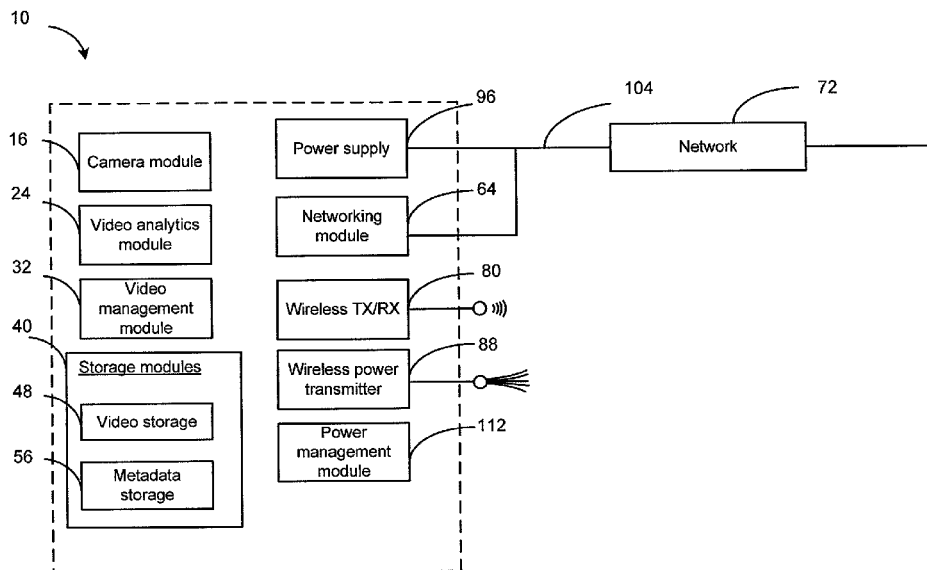 10
96
104
72
16
Camera module
Power supply
Network
24
Video analytics
module
64
Networking
module
32
Video
management
module
80
Wireless TX/RX
40
Storage modules
88
Wireless power
transmitter
48
Video storage
112
Power
management
module
56
Metadata
storage